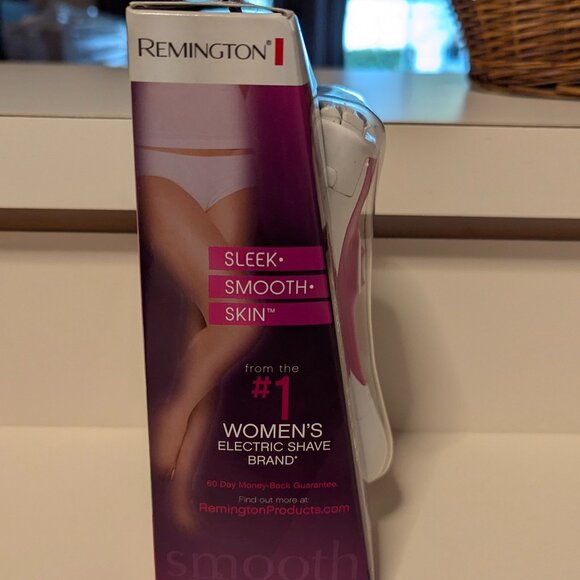 REMINGTON®
SLEEK•
SMOOTH•
SKIN™
from the
#1
WOMEN'S
ELECTRIC SHAVE
BRAND*
60 Day Money-Back Guarantee
Find out more at:
RemingtonProducts.com
smooth